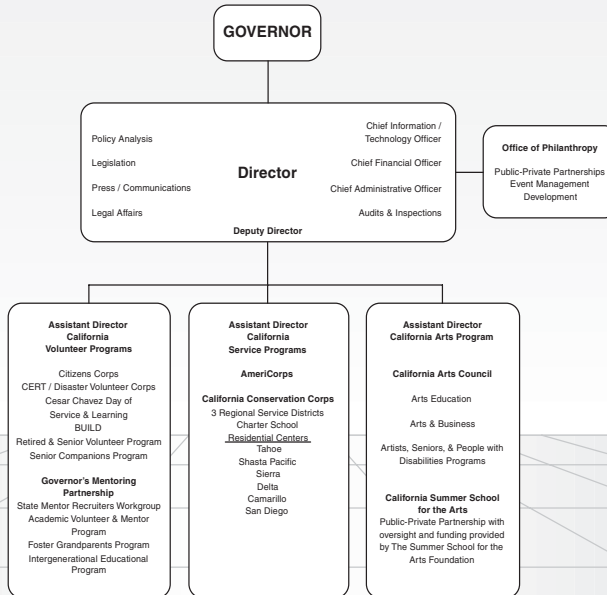 GOVERNOR
Policy Analysis
Legislation
Press / Communications
Legal Affairs
Director
Deputy Director
Chief Information /
Technology Officer
Chief Financial Officer
Chief Administrative Officer
Audits & Inspections
Office of Philanthropy
Public-Private Partnerships
Event Management
Development
Assistant Director
California
Volunteer Programs
Citizens Corps
CERT / Disaster Volunteer Corps
Cesar Chavez Day of
Service & Learning
BUILD
Retired & Senior Volunteer Program
Senior Companions Program
Governor's Mentoring
Partnership
State Mentor Recruiters Workgroup
Academic Volunteer & Mentor
Program
Foster Grandparents Program
Intergenerational Educational
Program
Assistant Director
California
Service Programs
AmeriCorps
California Conservation Corps
3 Regional Service Districts
Charter School
Residential Centers
Tahoe
Shasta Pacific
Sierra
Delta
Camarillo
San Diego
Assistant Director
California Arts Program
California Arts Council
Arts Education
Arts & Business
Artists, Seniors, & People with
Disabilities Programs
California Summer School
for the Arts
Public-Private Partnership with
oversight and funding provided
by The Summer School for the
Arts Foundation